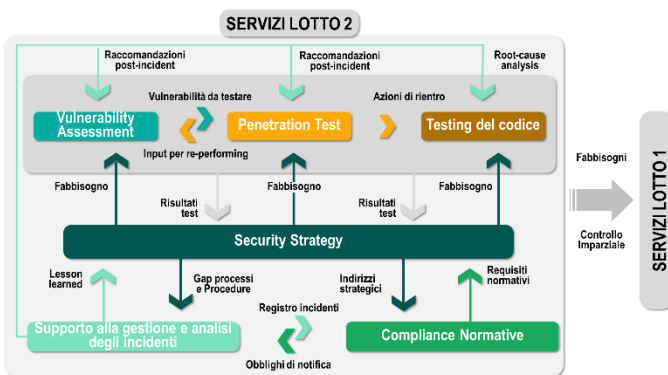 SERVIZI LOTTO 2
Raccomandazioni
post-incident
Raccomandazioni
post-incident
Root-cause
analysis
Vulnerability
Assessment
Vulnerabilità da testare
Input per re-performing
Penetration Test
Azioni di rientro
Testing del codice
Fabbisogno
Risultati
test
Fabbisogno
Risultati
test
Fabbisogno
Security Strategy
Lesson
learned
Gap processi
e Procedure
Indirizzi
strategici
Requisiti
normativi
Supporto alla gestione e analisi
degli incidenti
Registro incidenti
Obblighi di notifica
Compliance Normative
Fabbisogni
Controllo
Imparziale
SERVIZI LOTTO 1